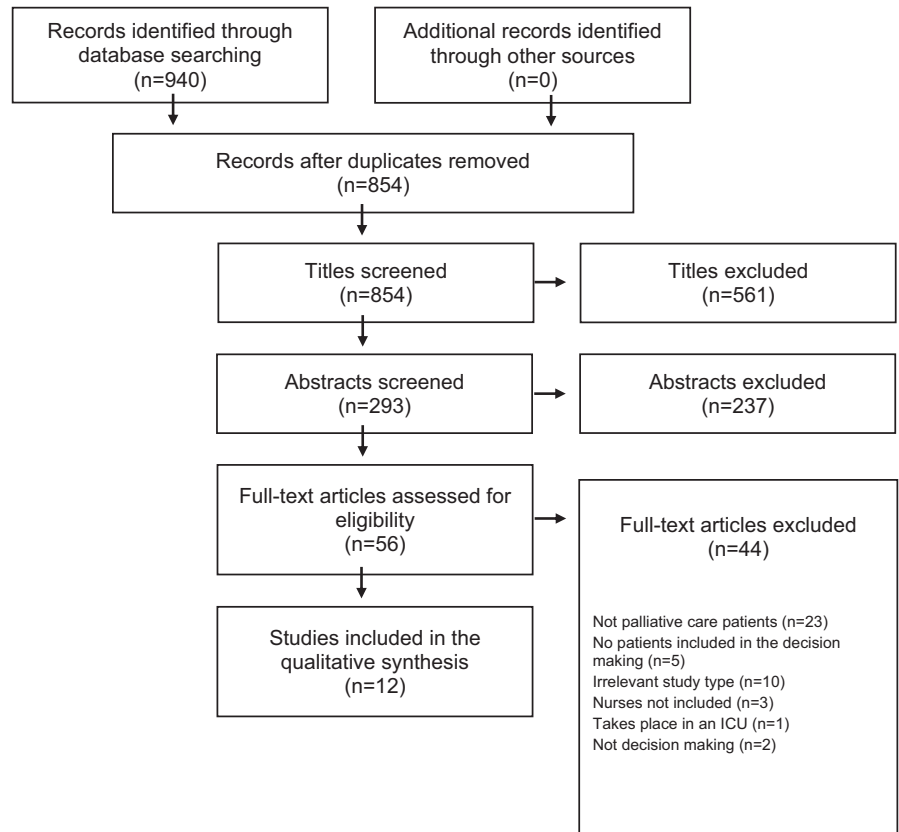 Records identified through
database searching
(n=940)
Additional records identified
through other sources
(n=0)
Records after duplicates removed
(n=854)
Titles screened
(n=854)
Titles excluded
(n=561)
Abstracts screened
(n=293)
Abstracts excluded
(n=237)
Full-text articles assessed for
eligibility
(n=56)
Full-text articles excluded
(n=44)
Not palliative care patients (n=23)
No patients included in the decision
making (n=5)
Irrelevant study type (n=10)
Nurses not included (n=3)
Takes place in an ICU (n=1)
Not decision making (n=2)
Studies included in the
qualitative synthesis
(n=12)